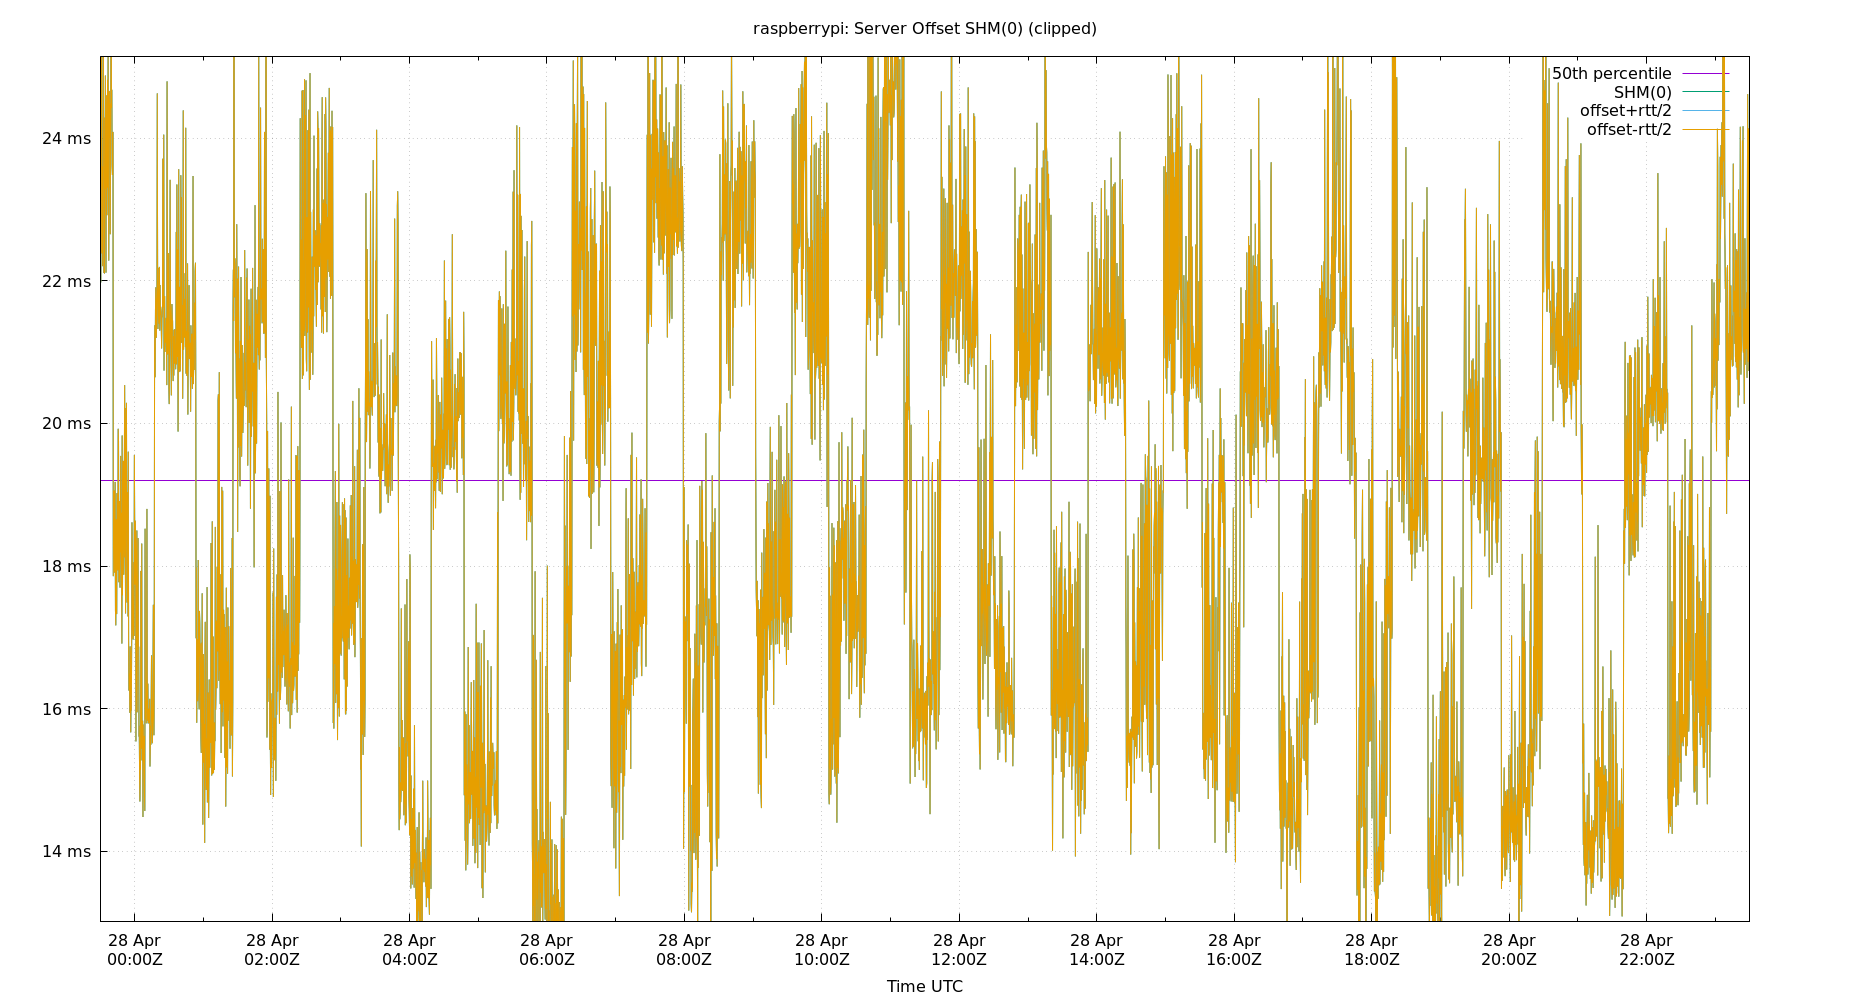 raspberrypi: Server Offset SHM(0) (clipped)
50th percentile
SHM(0)
offset+rtt/2
offset-rtt/2
24 ms
22 ms
20 ms
18 ms
16 ms
14 ms
28 Apr 28 Apr 28 Apr 28 Apr 28 Apr 28 Apr 28 Apr 28 Apr 28 Apr 28 Apr 28 Apr 28 Apr
00:00Z 02:00Z 04:00Z 06:00Z 08:00Z 10:00Z 12:00Z 14:00Z 16:00Z 18:00Z 20:00Z 22:00Z
Time UTC